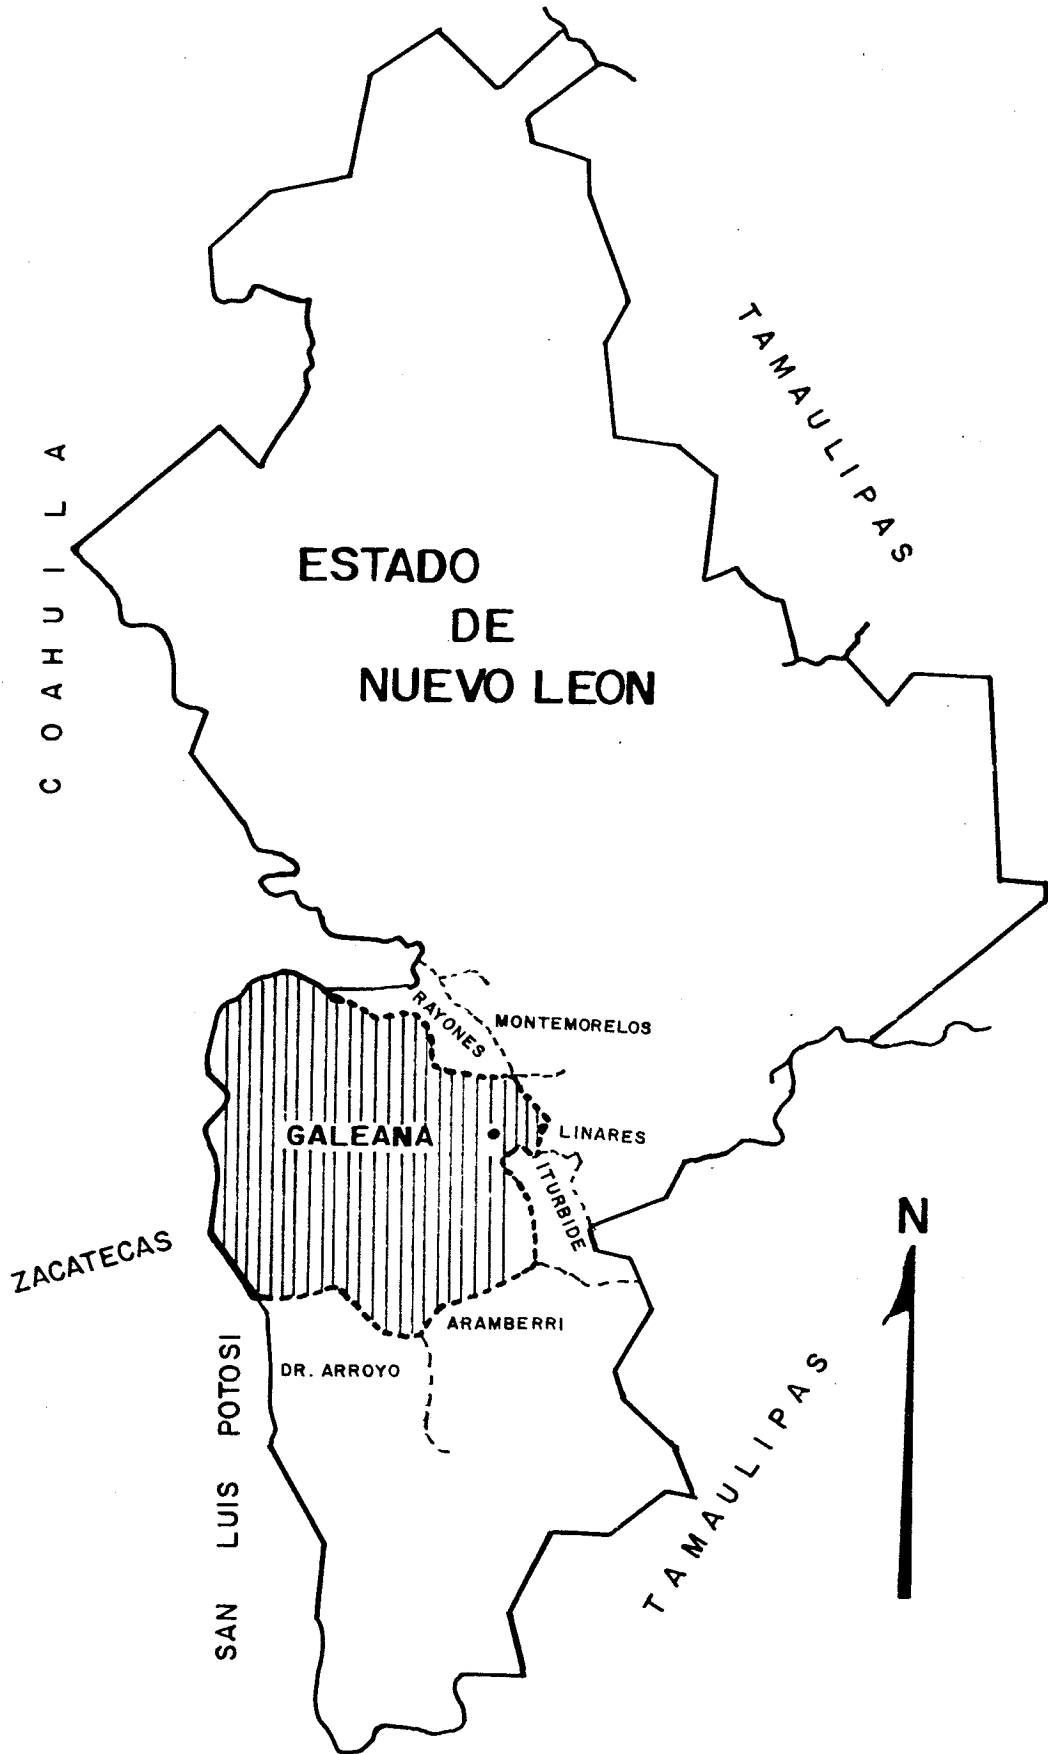 TAMAULIPAS
COAHUILA
ESTADO
DE
NUEVO LEON
RAYONES
MONTEMORELOS
GALEANA
LINARES
ITURBIDE
N
ZACATECAS
ARAMBERRI
DR. ARROYO
SAN LUIS POTOSI
TAMAULIPAS